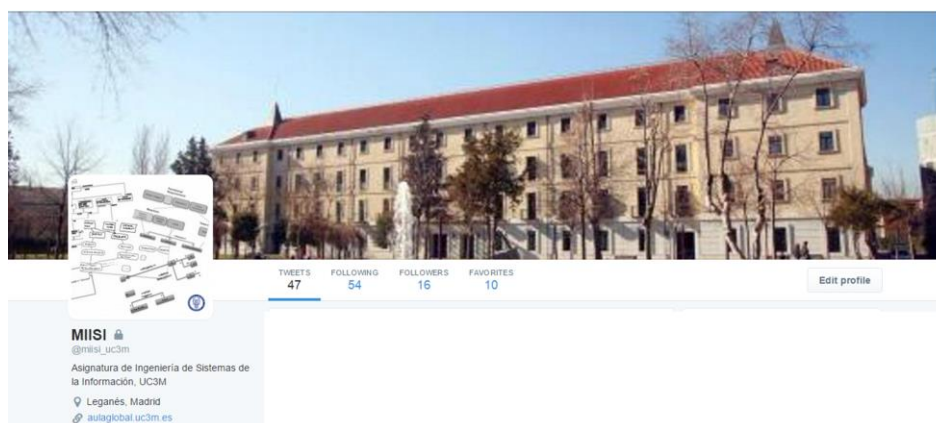 TWEETS
47
FOLLOWING
54
FOLLOWERS
16
FAVORITES
10
Edit profile
MIISI
@miisi_uc3m
Asignatura de Ingeniería de Sistemas de
la Información, UC3M
Leganés, Madrid
aulaglobal.uc3m.es